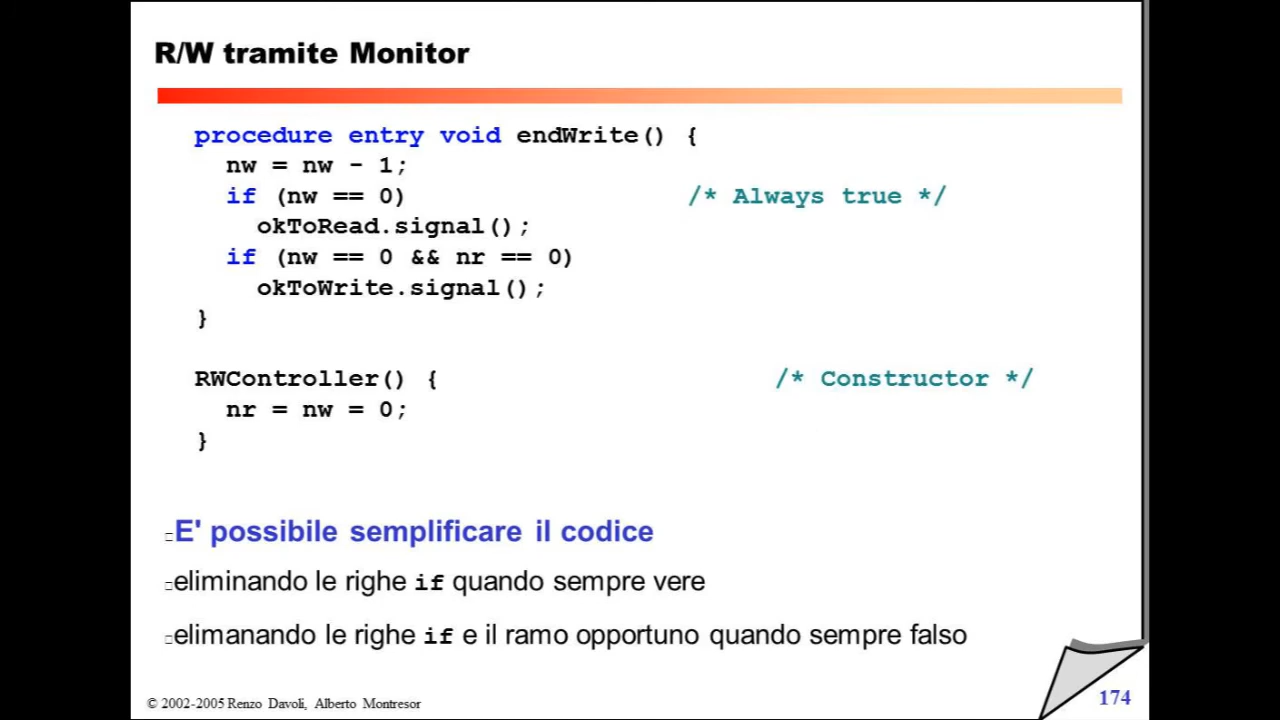 R/W tramite Monitor
procedure entry void endWrite() {
nw = nw - 1;
if (nw == 0) /* Always true */
okToRead.signal();
if (nw == 0 && nr == 0)
okToWrite.signal();
}
RWController() { /* Constructor */
nr = nw = 0;
}
E' possibile semplificare il codice
eliminando le righe if quando sempre vere
elimanando le righe if e il ramo opportuno quando sempre falso
© 2002-2005 Renzo Davoli, Alberto Montresor
174